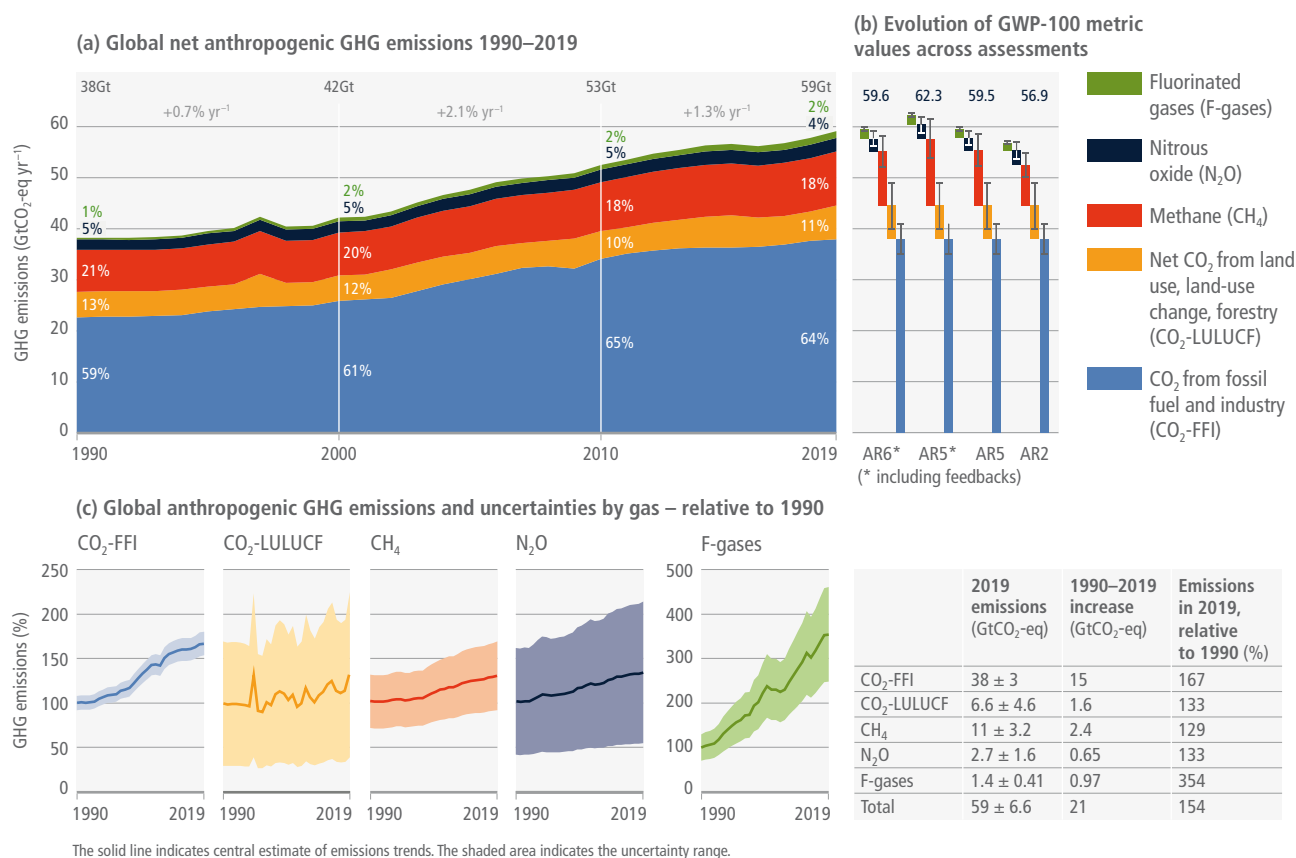 (a) Global net anthropogenic GHG emissions 1990–2019
38Gt
42Gt
53Gt
59Gt
+0.7% yr⁻¹
+2.1% yr⁻¹
+1.3% yr⁻¹
GHG emissions (GtCO₂-eq yr⁻¹)
60
50
40
30
20
10
0
1%
5%
21%
13%
59%
2%
5%
20%
12%
61%
2%
5%
18%
10%
65%
2%
4%
18%
11%
64%
1990
2000
2010
2019
(b) Evolution of GWP-100 metric
values across assessments
59.6
62.3
59.5
56.9
AR6*
AR5*
AR5
AR2
(* including feedbacks)
Fluorinated
gases (F-gases)
Nitrous
oxide (N₂O)
Methane (CH₄)
Net CO₂ from land
use, land-use
change, forestry
(CO₂-LULUCF)
CO₂ from fossil
fuel and industry
(CO₂-FFI)
(c) Global anthropogenic GHG emissions and uncertainties by gas – relative to 1990
GHG emissions (%)
CO₂-FFI
CO₂-LULUCF
CH₄
N₂O
F-gases
250
200
150
100
50
0
500
400
300
200
100
0
1990 2019
1990 2019
1990 2019
1990 2019
1990 2019
2019 emissions (GtCO₂-eq) 1990–2019 increase (GtCO₂-eq) Emissions in 2019, relative to 1990 (%)
CO₂-FFI 38 ± 3 15 167
CO₂-LULUCF 6.6 ± 4.6 1.6 133
CH₄ 11 ± 3.2 2.4 129
N₂O 2.7 ± 1.6 0.65 133
F-gases 1.4 ± 0.41 0.97 354
Total 59 ± 6.6 21 154
The solid line indicates central estimate of emissions trends. The shaded area indicates the uncertainty range.